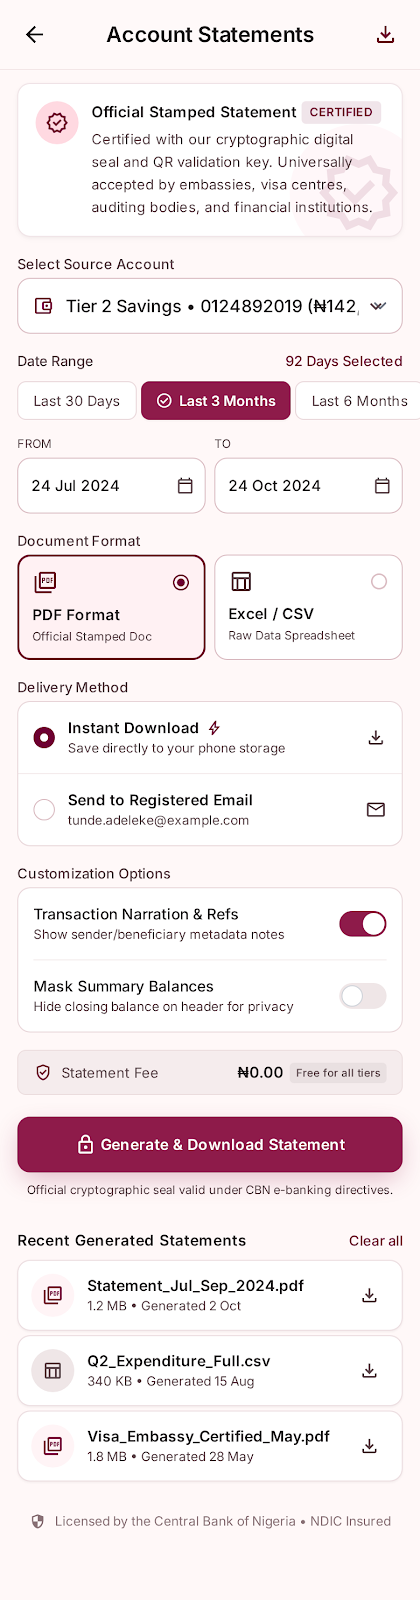 Account Statements
Official Stamped Statement CERTIFIED
Certified with our cryptographic digital
seal and QR validation key. Universally
accepted by embassies, visa centres,
auditing bodies, and financial institutions.
Select Source Account
Tier 2 Savings • 0124892019 (₦142,
Date Range 92 Days Selected
Last 30 Days Last 3 Months Last 6 Months
FROM TO
24 Jul 2024 24 Oct 2024
Document Format
PDF PDF Format Excel / CSV
Official Stamped Doc Raw Data Spreadsheet
Delivery Method
Instant Download
Save directly to your phone storage
Send to Registered Email
tunde.adeleke@example.com
Customization Options
Transaction Narration & Refs
Show sender/beneficiary metadata notes
Mask Summary Balances
Hide closing balance on header for privacy
Statement Fee ₦0.00 Free for all tiers
Generate & Download Statement
Official cryptographic seal valid under CBN e-banking directives.
Recent Generated Statements Clear all
PDF Statement_Jul_Sep_2024.pdf
1.2 MB • Generated 2 Oct
Q2_Expenditure_Full.csv
340 KB • Generated 15 Aug
PDF Visa_Embassy_Certified_May.pdf
1.8 MB • Generated 28 May
Licensed by the Central Bank of Nigeria • NDIC Insured